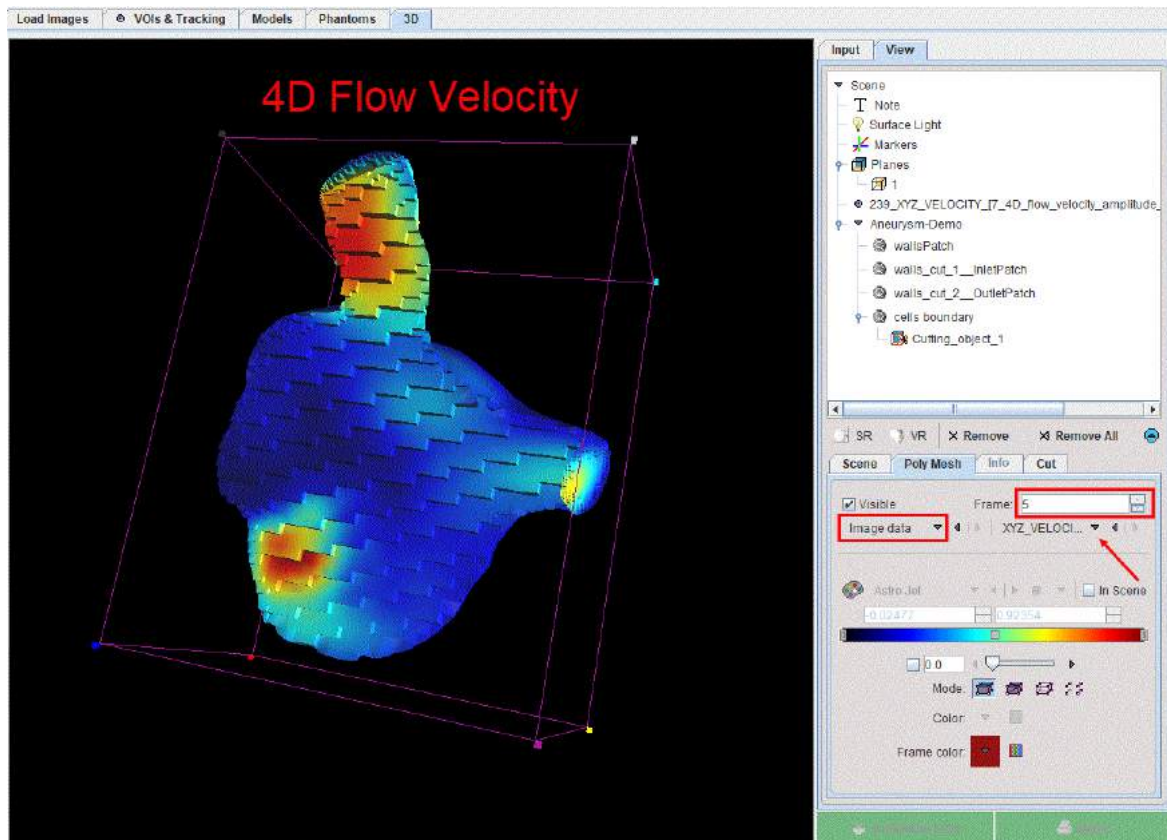 Load Images
VOIs & Tracking
Models
Phantoms
3D
4D Flow Velocity
Input
View
Scene
Note
Surface Light
Markers
Planes
1
239_XYZ_VELOCITY_[7_4D_flow_velocity_amplitude_
Aneurysm-Demo
wallsPatch
walls_cut_1__InletPatch
walls_cut_2__OutletPatch
cells boundary
Cutting_object_1
SR VR Remove Remove All
Scene Poly Mesh Info Cut
Visible Frame: 5
Image data XYZ_VELOCI...
Astro Jet In Scene
-0.02477 0.92354
0.0
Mode:
Color:
Frame color: